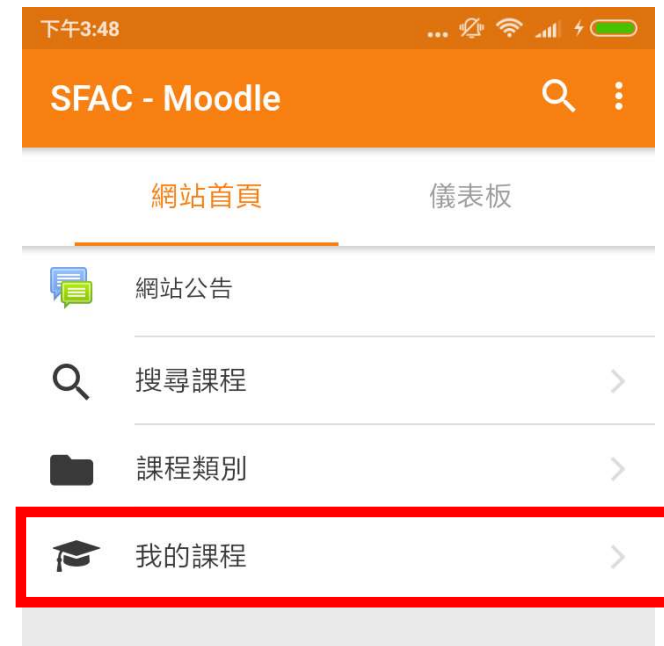 下午3:48
SFAC - Moodle
網站首頁 儀表板
網站公告
搜尋課程
課程類別
我的課程